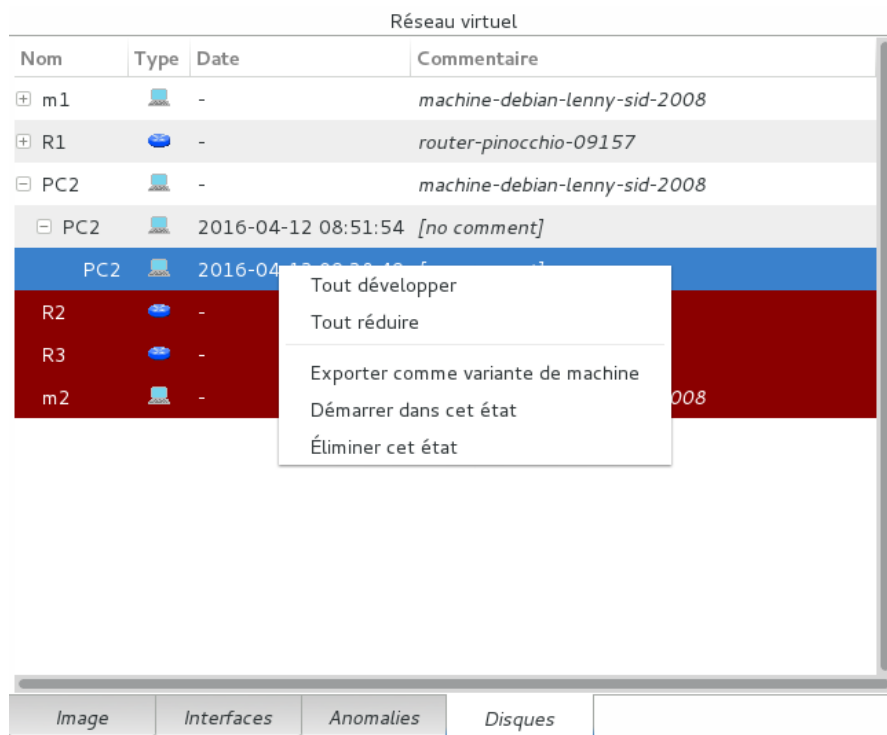 Réseau virtuel
Nom Type Date Commentaire
m1 - machine-debian-lenny-sid-2008
R1 - router-pinocchio-09157
PC2 - machine-debian-lenny-sid-2008
PC2 2016-04-12 08:51:54 [no comment]
PC2
R2 -
R3 -
m2 - 008
Tout développer
Tout réduire
Exporter comme variante de machine
Démarrer dans cet état
Éliminer cet état
Image Interfaces Anomalies Disques